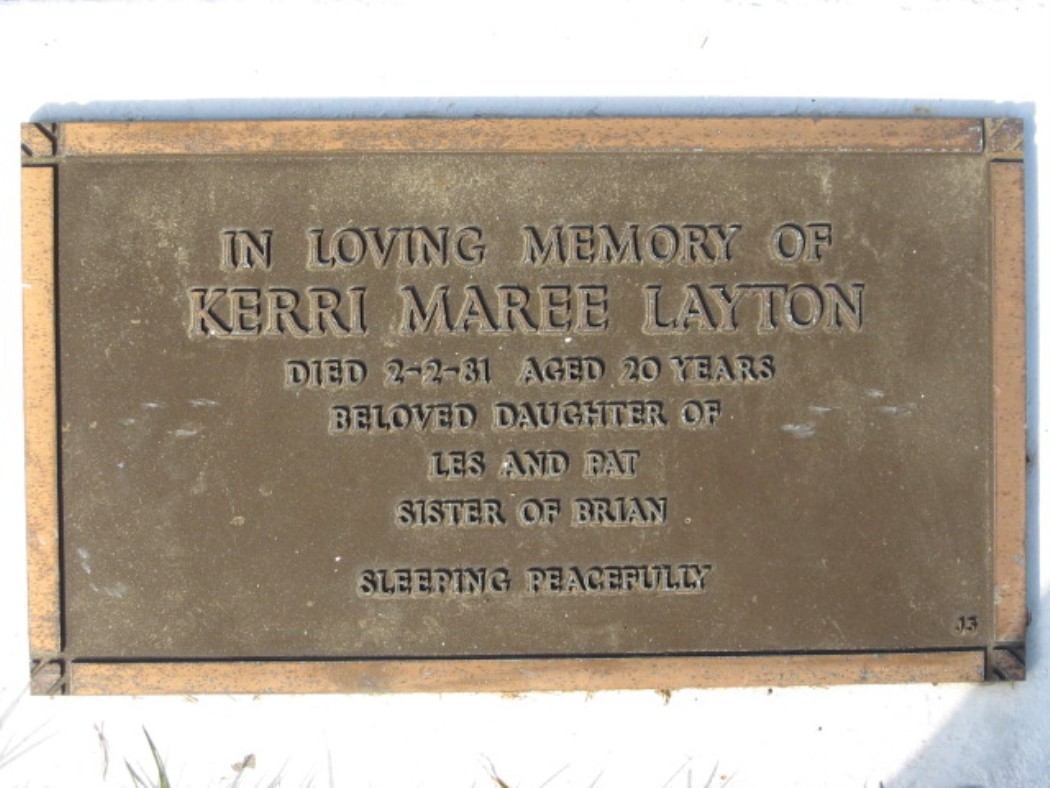 IN LOVING MEMORY OF
KERRI MAREE LAYTON
DIED 2-2-81 AGED 20 YEARS
BELOVED DAUGHTER OF
LES AND PAT
SISTER OF BRIAN
SLEEPING PEACEFULLY
J3